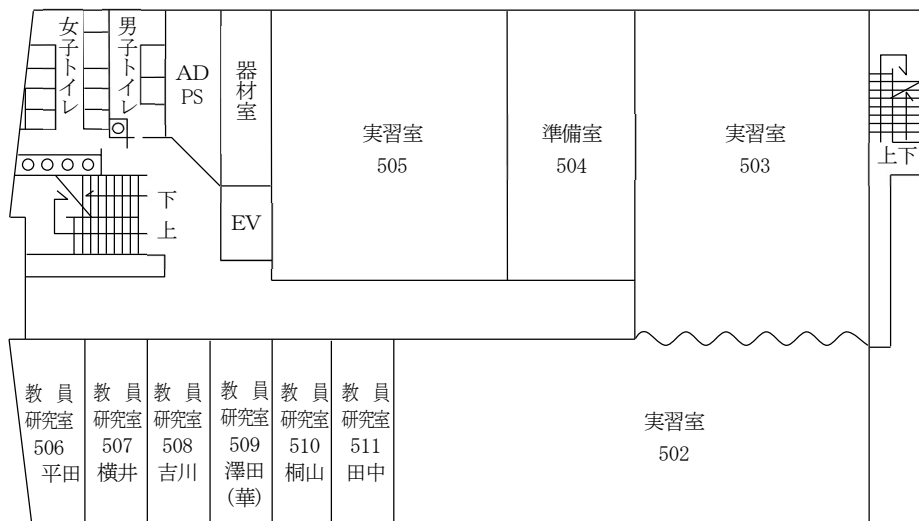 女子トイレ
男子トイレ
AD
PS
器材室
実習室
505
準備室
504
実習室
503
上下
下
上
EV
教 員
研究室
506
平田
教 員
研究室
507
横井
教 員
研究室
508
吉川
教 員
研究室
509
澤田
(華)
教 員
研究室
510
桐山
教 員
研究室
511
田中
実習室
502